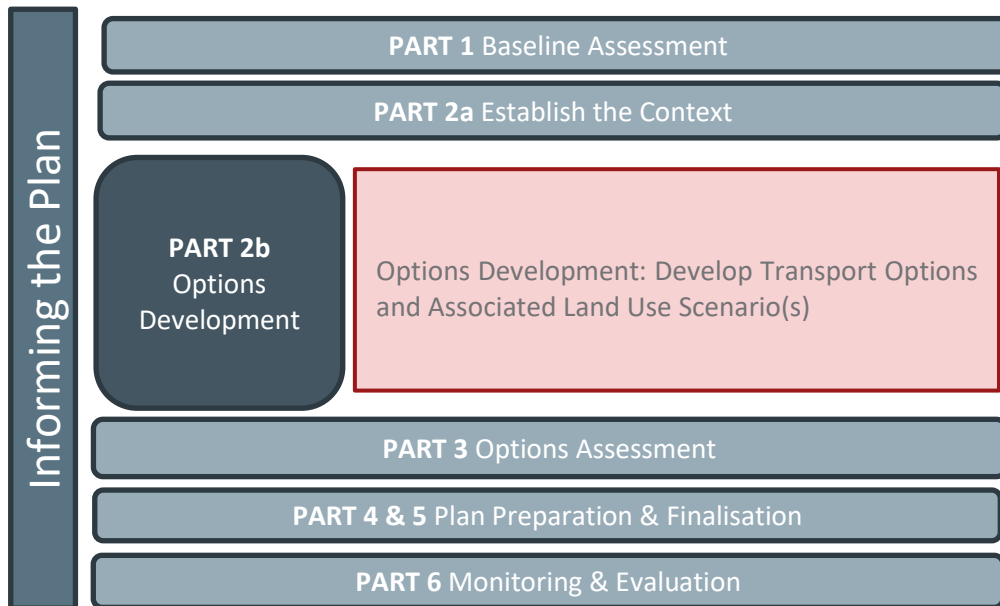 Informing the Plan
PART 1 Baseline Assessment
PART 2a Establish the Context
PART 2b
Options
Development
Options Development: Develop Transport Options
and Associated Land Use Scenario(s)
PART 3 Options Assessment
PART 4 & 5 Plan Preparation & Finalisation
PART 6 Monitoring & Evaluation